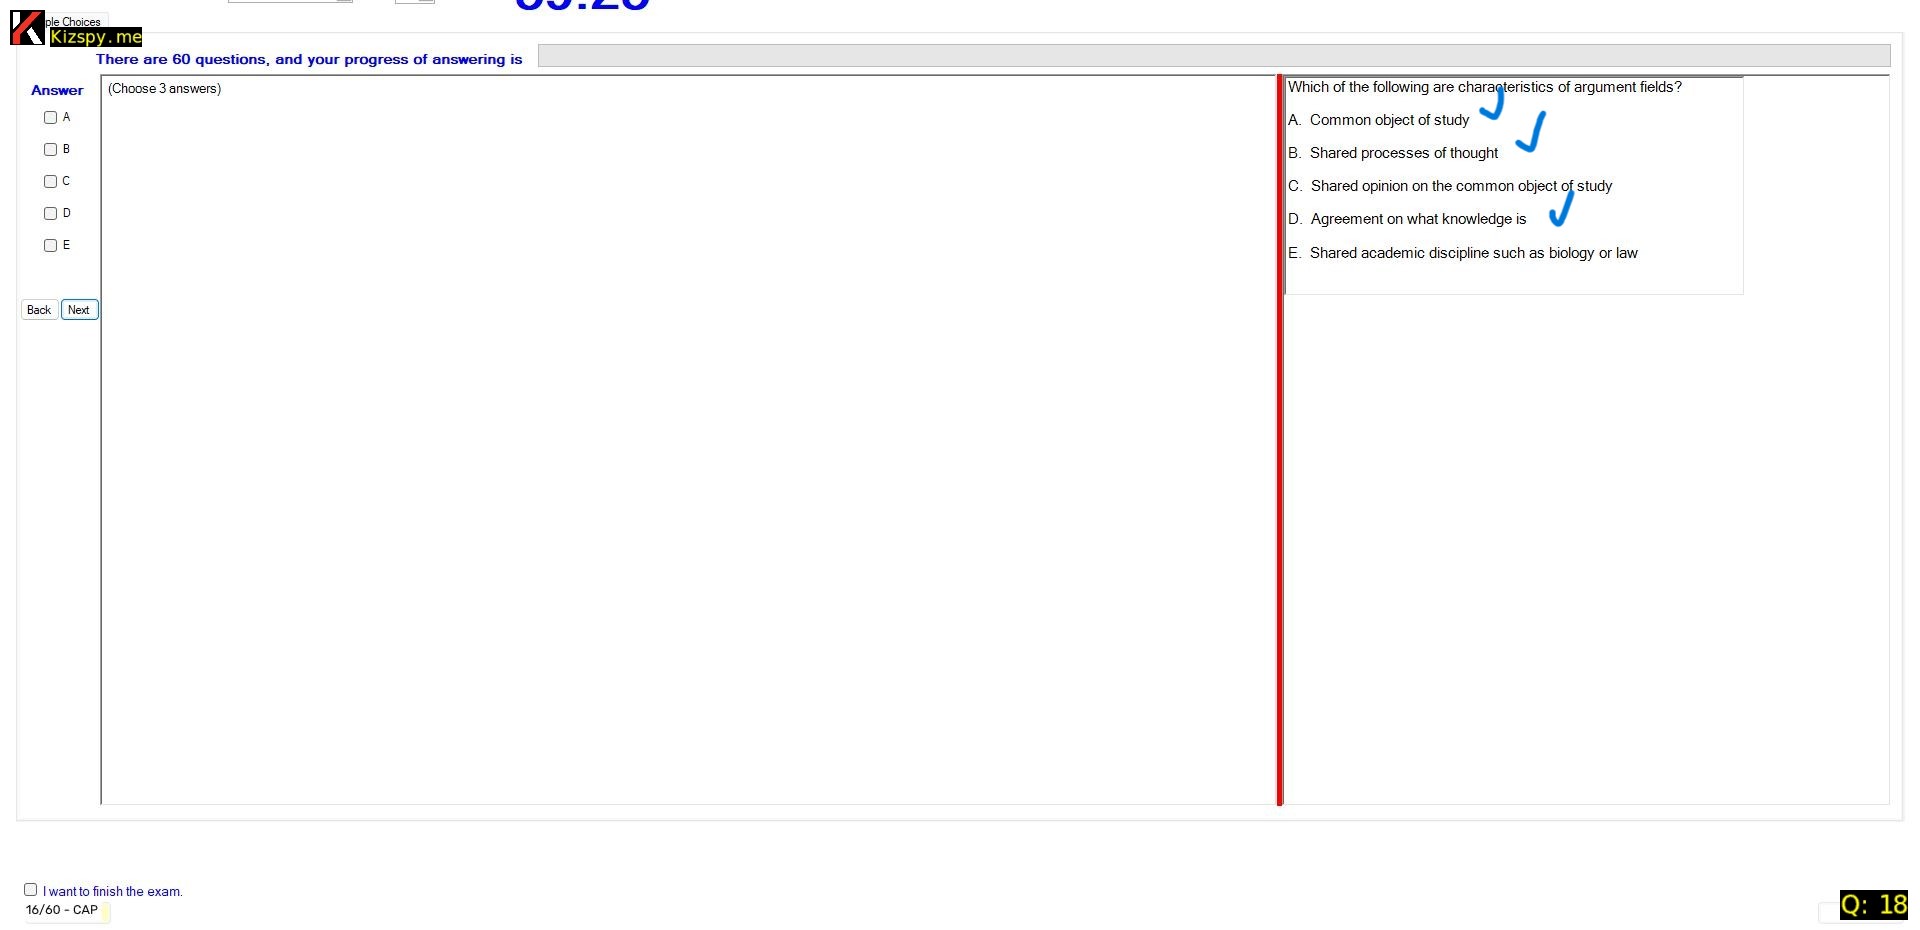 ple Choices
Kizspy.me
There are 60 questions, and your progress of answering is
Answer
(Choose 3 answers)
A
B
C
D
E
Back Next
Which of the following are characteristics of argument fields?
A. Common object of study
B. Shared processes of thought
C. Shared opinion on the common object of study
D. Agreement on what knowledge is
E. Shared academic discipline such as biology or law
I want to finish the exam.
16/60 - CAP
Q: 18